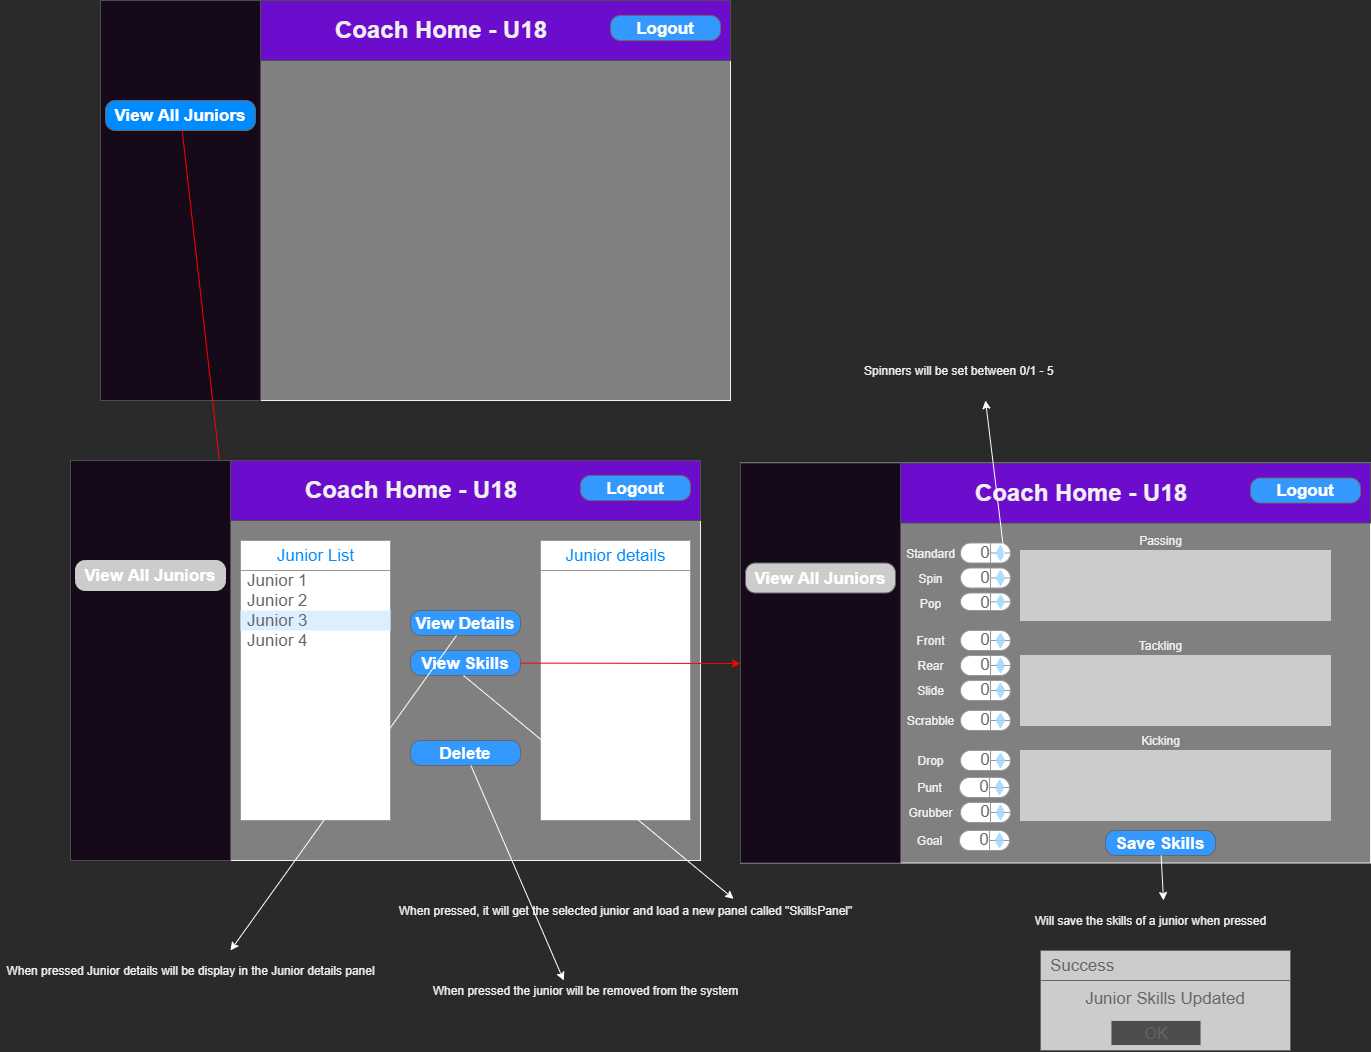 Coach Home - U18
Logout
View All Juniors
Spinners will be set between 0/1 - 5
Coach Home - U18
Logout
View All Juniors
Junior List
Junior 1
Junior 2
Junior 3
Junior 4
View Details
View Skills
Delete
Junior details
Coach Home - U18
Logout
View All Juniors
Standard 0
Spin 0
Pop 0
Passing
Front 0
Rear 0
Slide 0
Scrabble 0
Tackling
Drop 0
Punt 0
Grubber 0
Goal 0
Kicking
Save Skills
When pressed, it will get the selected junior and load a new panel called "SkillsPanel"
Will save the skills of a junior when pressed
When pressed Junior details will be display in the Junior details panel
When pressed the junior will be removed from the system
Success
Junior Skills Updated
OK